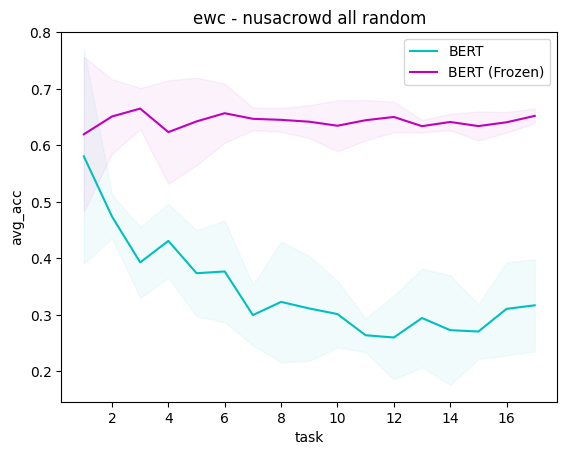 ewc - nusacrowd all random
BERT
BERT (Frozen)
avg_acc
0.8
0.7
0.6
0.5
0.4
0.3
0.2
2 4 6 8 10 12 14 16
task